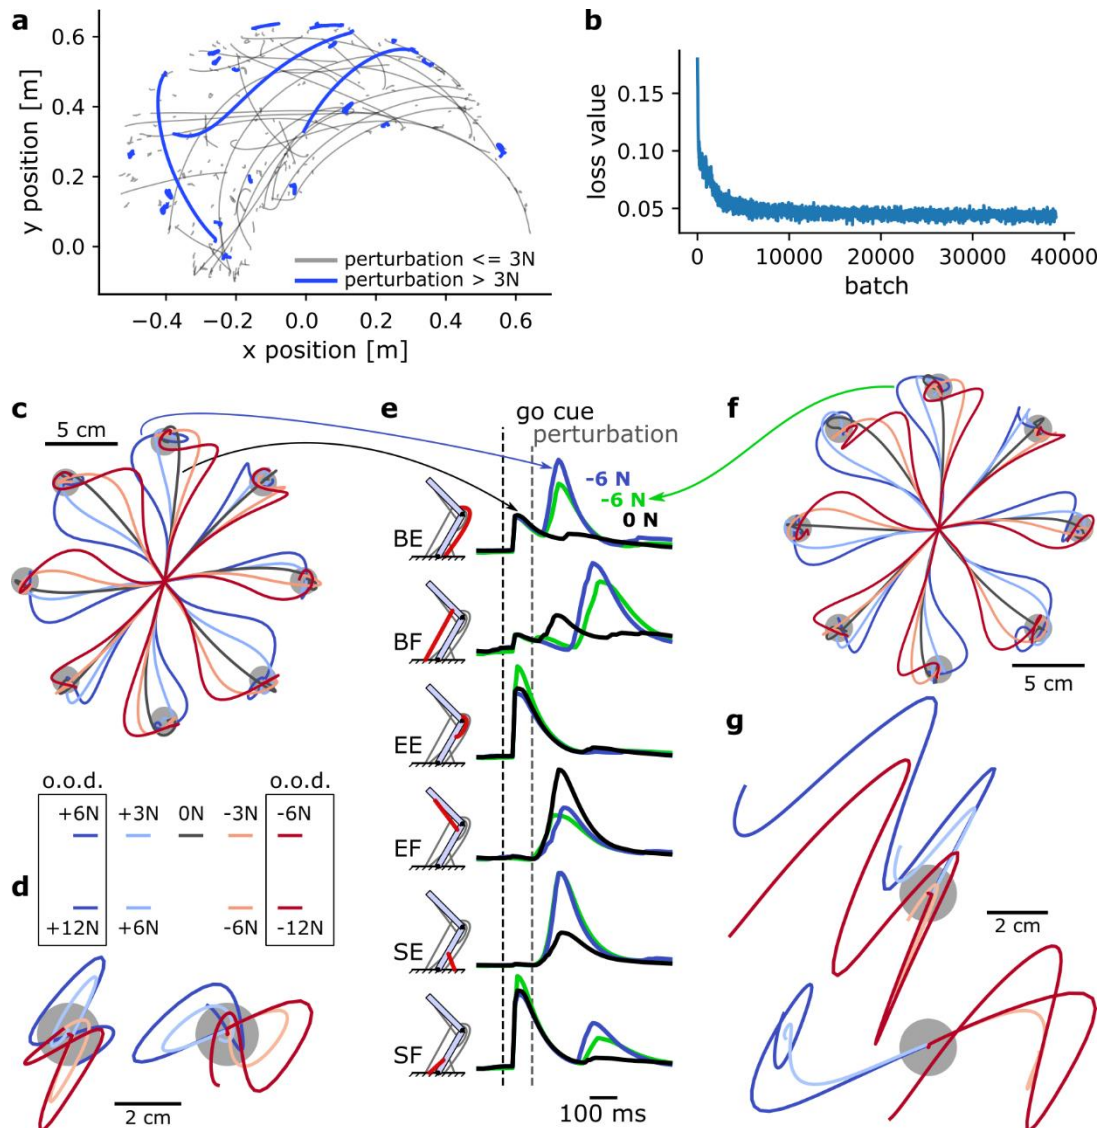 a
0.6
0.4
0.2
0.0
y position [m]
−0.4 −0.2 0.0 0.2 0.4 0.6
x position [m]
perturbation <= 3N
perturbation > 3N
b
0.15
0.10
0.05
loss value
0 10000 20000 30000 40000
batch
c
5 cm
e
go cue
perturbation
-6 N
-6 N
0 N
BE
BF
EE
EF
SE
SF
100 ms
f
5 cm
o.o.d. o.o.d.
+6N +3N 0N -3N -6N
d
+12N +6N -6N -12N
2 cm
g
2 cm